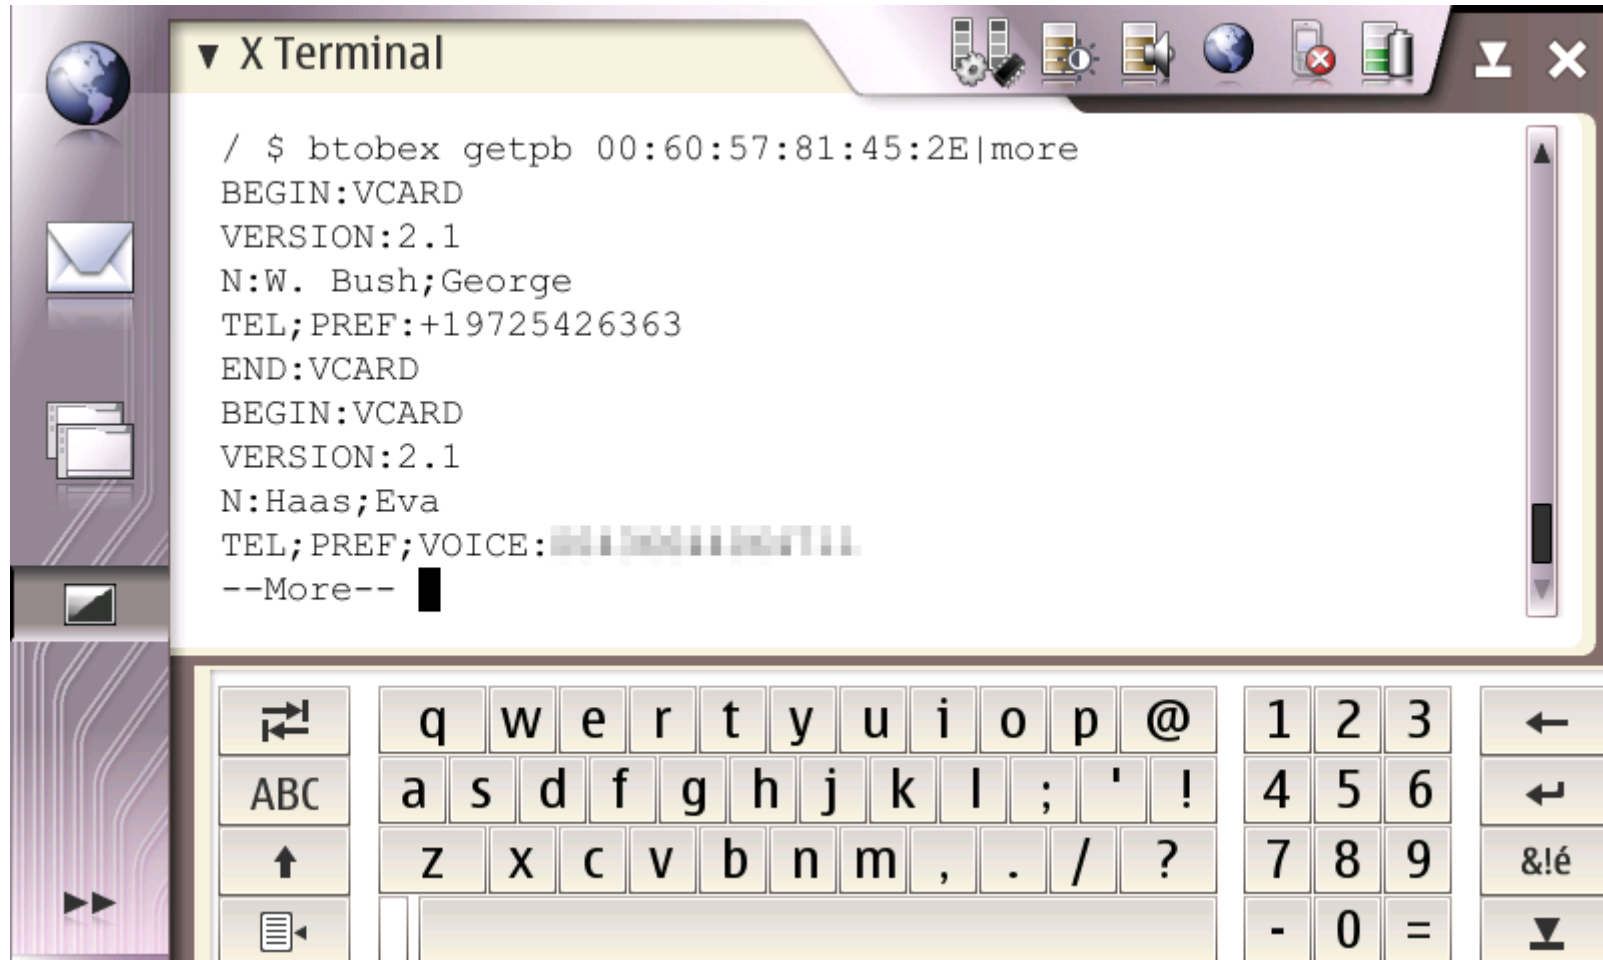 X Terminal
/ $ btobex getpb 00:60:57:81:45:2E|more
BEGIN:VCARD
VERSION:2.1
N:W. Bush;George
TEL;PREF:+19725426363
END:VCARD
BEGIN:VCARD
VERSION:2.1
N:Haas;Eva
TEL;PREF;VOICE:
--More--
q w e r t y u i o p @ 1 2 3
ABC a s d f g h j k l ; ' ! 4 5 6
z x c v b n m , . / ? 7 8 9 &!é
- 0 =